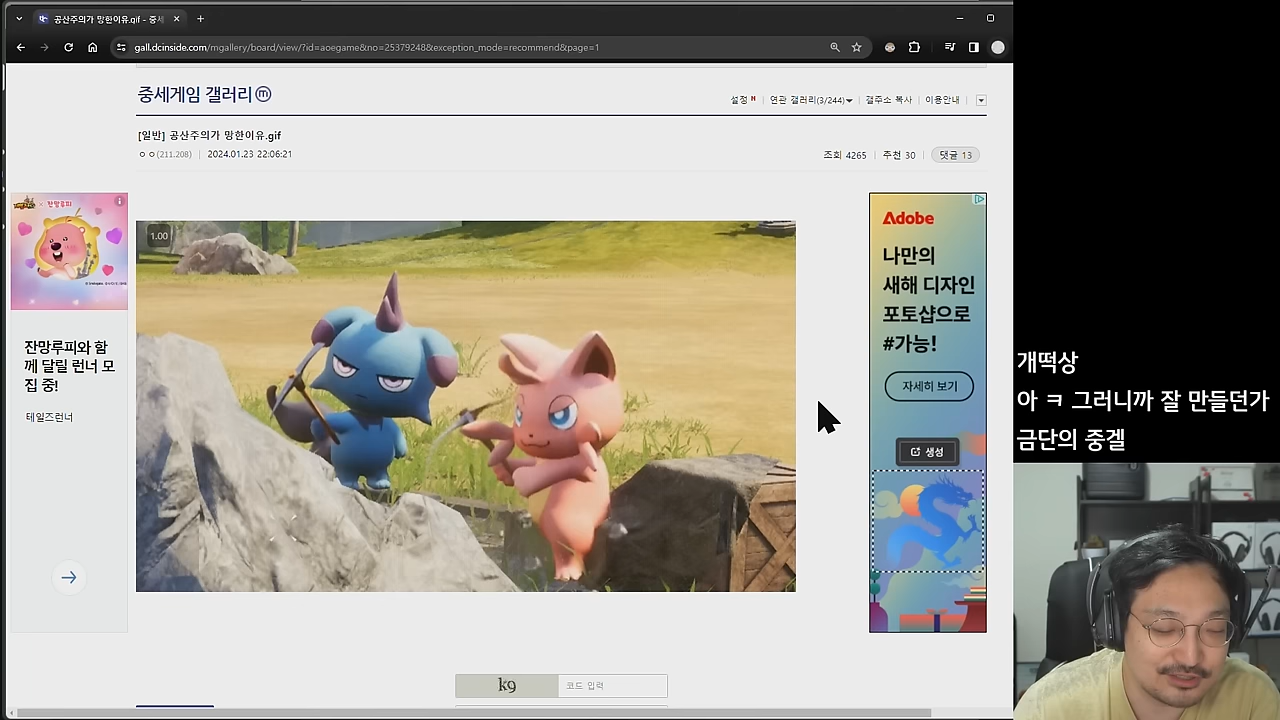 공산주의가 망한이유.gif - 중세
gall.dcinside.com/mgallery/board/view/?id=aoegame&no=25379248&exception_mode=recommend&page=1
중세게임 갤러리ⓜ
설정 N
연관 갤러리(3/244)
갤주소 복사
이용안내
[일반] 공산주의가 망한이유.gif
ㅇㅇ(211.208)
2024.01.23 22:06:21
조회 4265
추천 30
댓글 13
잔망루피
잔망루피와 함
께 달릴 런너 모
집 중!
테일즈런너
1.00
Adobe
나만의
새해 디자인
포토샵으로
#가능!
자세히 보기
생성
k9
코드 입력
개떡상
아 ㅋ 그러니까 잘 만들던가
금단의 중겔